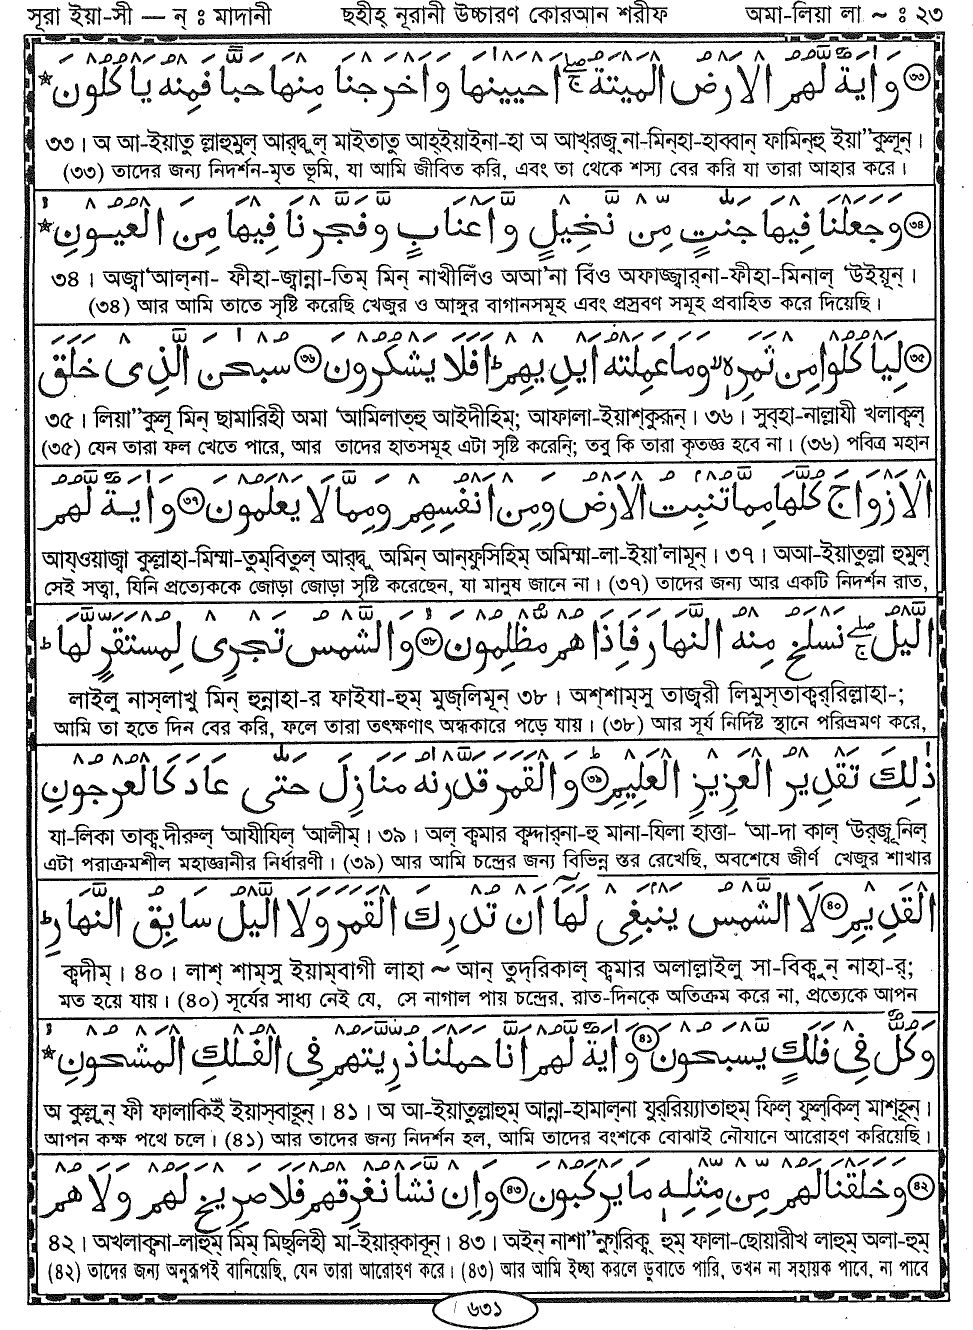 সূরা ইয়া-সী — ন্ ঃ মাদানী ছহীহ্ নূরানী উচ্চারণ কোরআন শরীফ অমা-লিয়া লা ~ ঃ ২৩
﴿٣٣﴾ وَاٰيَةٌ لَّهُمُ الْاَرْضُ الْمَيْتَةُ ۚ اَحْيَيْنٰهَا وَاَخْرَجْنَا مِنْهَا حَبًّا فَمِنْهُ يَاْكُلُوْنَ
৩৩। অ আ-ইয়াতু ল্লাহুমুল্ আর্দ্বুল্ মাইতাতু আহ্ইয়াইনা-হা অ আখ্রজ্ব্না-মিন্হা-হাব্বান্ ফামিন্হু ইয়া”কুলূন্।
(৩৩) তাদের জন্য নিদর্শন-মৃত ভূমি, যা আমি জীবিত করি, এবং তা থেকে শস্য বের করি যা তারা আহার করে।
﴿٣٤﴾ وَجَعَلْنَا فِيْهَا جَنّٰتٍ مِّنْ نَّخِيْلٍ وَّاَعْنَابٍ وَّفَجَّرْنَا فِيْهَا مِنَ الْعُيُوْنِ
৩৪। অজ্বা‘আল্না- ফীহা-জ্বান্না-তিম্ মিন্ নাখীলিঁও অআ‘না বিঁও অফাজ্জ্বার্না-ফীহা-মিনাল্ ‘উইয়ূন্।
(৩৪) আর আমি তাতে সৃষ্টি করেছি খেজুর ও আঙ্গুর বাগানসমূহ এবং প্রস্রবণ সমূহ প্রবাহিত করে দিয়েছি।
﴿٣٥﴾ لِيَاْكُلُوْا مِنْ ثَمَرِهٖ ۙ وَمَا عَمِلَتْهُ اَيْدِيْهِمْ ؕ اَفَلَا يَشْكُرُوْنَ ﴿٣٦﴾ سُبْحٰنَ الَّذِىْ خَلَقَ
৩৫। লিয়া”কুলূ মিন্ ছামারিহী অমা ‘আমিলাত্হু আইদীহিম্; আফালা-ইয়াশ্কুরূন্। ৩৬। সুব্হা-নাল্লাযী খলাক্বল্
(৩৫) যেন তারা ফল খেতে পারে, আর তাদের হাতসমূহ এটা সৃষ্টি করেনি; তবু কি তারা কৃতজ্ঞ হবে না। (৩৬) পবিত্র মহান
الْاَزْوَاجَ كُلَّهَا مِمَّا تُنْۢبِتُ الْاَرْضُ وَمِنْ اَنْفُسِهِمْ وَمِمَّا لَا يَعْلَمُوْنَ ﴿٣٧﴾ وَاٰيَةٌ لَّهُمُ
আয্ওয়াজ্বা কুল্লাহা-মিম্মা-তুম্বিতুল্ আর্দ্বু অমিন্ আন্ফুসিহিম্ অমিম্মা-লা-ইয়া’লামূন্। ৩৭। অআ-ইয়াতুল্লা হুমুল্
সেই সত্বা, যিনি প্রত্যেককে জোড়া জোড়া সৃষ্টি করেছেন, যা মানুষ জানে না। (৩৭) তাদের জন্য আর একটি নিদর্শন রাত,
الَّيْلُ ۚ نَسْلَخُ مِنْهُ النَّهَارَ فَاِذَا هُمْ مُّظْلِمُوْنَ ﴿٣٨﴾ وَالشَّمْسُ تَجْرِىْ لِمُسْتَقَرٍّ لَّهَا ؕ
লাইলু নাস্লাখু মিন্ হুন্নাহা-র ফাইযা-হুম্ মুজ্লিমূন্ ৩৮। অশ্শাম্সু তাজ্বরী লিমুস্তাক্বর্রিল্লাহা-;
আমি তা হতে দিন বের করি, ফলে তারা তৎক্ষণাৎ অন্ধকারে পড়ে যায়। (৩৮) আর সূর্য নির্দিষ্ট স্থানে পরিভ্রমণ করে,
ذٰلِكَ تَقْدِيْرُ الْعَزِيْزِ الْعَلِيْمِ ﴿٣٩﴾ وَالْقَمَرَ قَدَّرْنٰهُ مَنَازِلَ حَتّٰى عَادَ كَالْعُرْجُوْنِ
যা-লিকা তাক্ব্ দীরুল্ ‘আযীযিল্ ‘আলীম্। ৩৯। অল্ ক্বমার ক্বদ্দার্না-হু মানা-যিলা হাত্তা- ‘আ-দা কাল্ ‘উর্জূনিল্
এটা পরাক্রমশীল মহাজ্ঞানীর নির্ধারণী। (৩৯) আর আমি চন্দ্রের জন্য বিভিন্ন স্তর রেখেছি, অবশেষে জীর্ণ খেজুর শাখার
الْقَدِيْمِ ﴿٤٠﴾ لَا الشَّمْسُ يَنْۢبَغِىْ لَهَاۤ اَنْ تُدْرِكَ الْقَمَرَ وَلَا الَّيْلُ سَابِقُ النَّهَارِ ؕ
ক্বদীম্। ৪০। লাশ্ শাম্সু ইয়াম্বাগী লাহা ~ আন্ তুদ্রিকাল্ ক্বমার অলাল্লাইলু সা-বিক্বুন্ নাহা-র্;
মত হয়ে যায়। (৪০) সূর্যের সাধ্য নেই যে, সে নাগাল পায় চন্দ্রের, রাত-দিনকে অতিক্রম করে না, প্রত্যেকে আপন
وَكُلٌّ فِىْ فَلَكٍ يَّسْبَحُوْنَ ﴿٤١﴾ وَاٰيَةٌ لَّهُمْ اَنَّا حَمَلْنَا ذُرِّيَّتَهُمْ فِى الْفُلْكِ الْمَشْحُوْنِ
অ কুল্লুন্ ফী ফালাকিইঁ ইয়াস্বাহূন্। ৪১। অ আ-ইয়াতুল্লাহুম্ আন্না-হামাল্না যুর্রিয়্যাতাহুম্ ফিল্ ফুল্কিল্ মাশ্হূন্।
আপন কক্ষ পথে চলে। (৪১) আর তাদের জন্য নিদর্শন হল, আমি তাদের বংশকে বোঝাই নৌযানে আরোহণ করিয়েছি।
﴿٤٢﴾ وَخَلَقْنَا لَهُمْ مِّنْ مِّثْلِهٖ مَا يَرْكَبُوْنَ ﴿٤٣﴾ وَاِنْ نَّشَاْ نُغْرِقْهُمْ فَلَا صَرِيْخَ لَهُمْ وَلَا هُمْ
৪২। অখলাক্বনা-লাহুম্ মিম্ মিছ্লিহী মা-ইয়ার্কাবূন্। ৪৩। অইন্ নাশা”নুগ্রিক্ব্ হুম্ ফালা-ছোয়ারীখ লাহুম্ অলা-হুম্
(৪২) তাদের জন্য অনুরূপই বানিয়েছি, যেন তারা আরোহণ করে। (৪৩) আর আমি ইচ্ছা করলে ডুবাতে পারি, তখন না সহায়ক পাবে, না পাবে
৬৩১